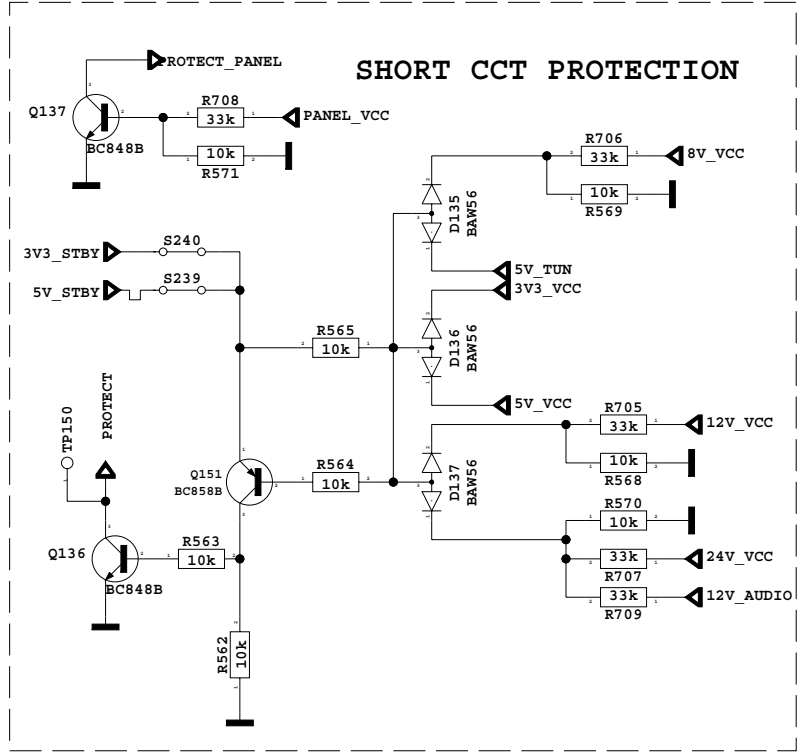 PROTECT_PANEL
SHORT CCT PROTECTION
Q137
BC848B
R708
33k
PANEL_VCC
10k
R571
R706
33k
8V_VCC
10k
R569
D135
BAW56
3V3_STBY
S240
5V_STBY
S239
5V_TUN
3V3_VCC
R565
10k
D136
BAW56
5V_VCC
TP150
PROTECT
R705
33k
12V_VCC
10k
R568
Q151
BC858B
R564
10k
D137
BAW56
R570
10k
Q136
BC848B
R563
10k
33k
24V_VCC
R707
33k
12V_AUDIO
R709
R562
10k